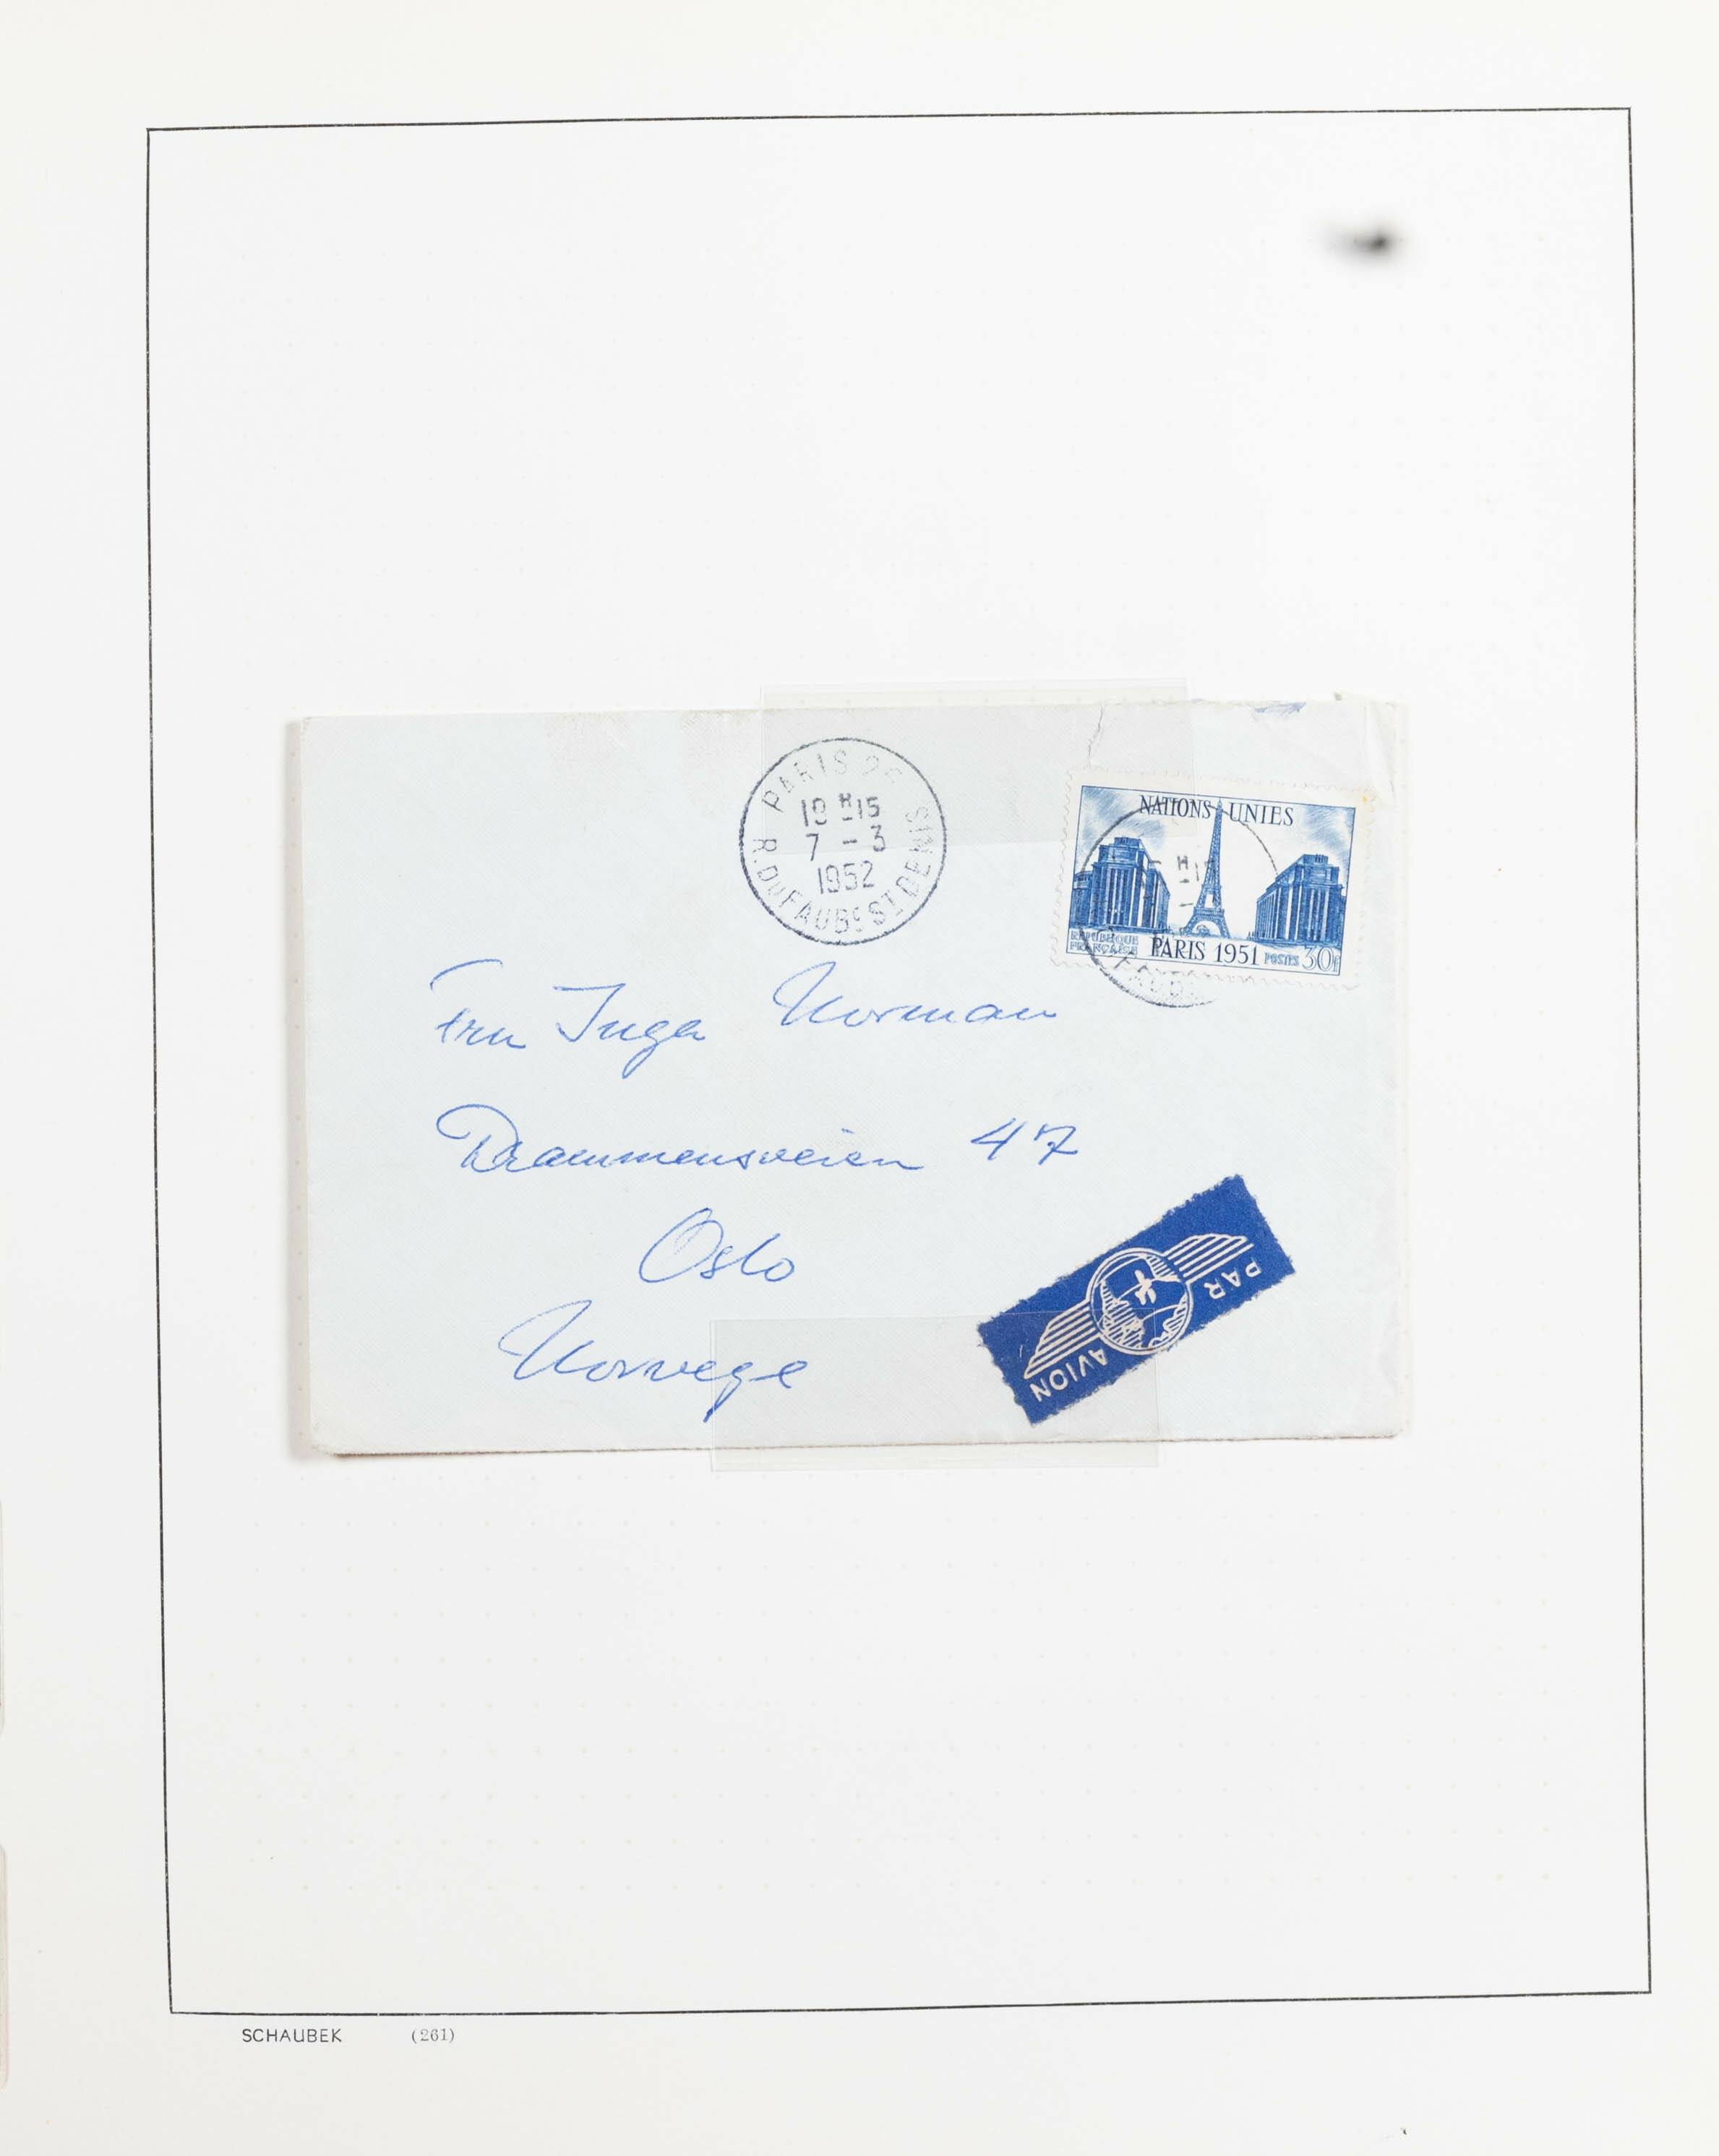 PARIS
R. DU FAUBG ST DENIS
19 H 15
7 - 3
1952
NATIONS UNIES
REPUBLIQUE
FRANÇAISE
PARIS 1951 POSTES 30f
Fru Inga Norman
Drammensveien 47
Oslo
Norvege
PAR
AVION
SCHAUBEK (261)